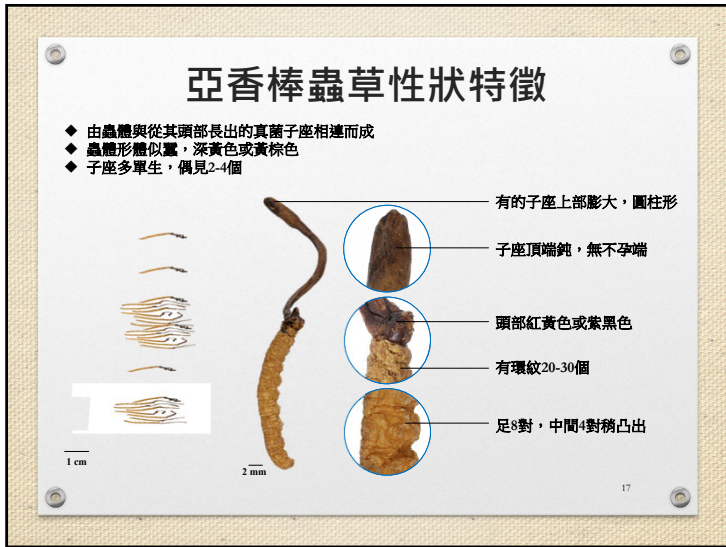 亞香棒蟲草性狀特徵
◆ 由蟲體與從其頭部長出的真菌子座相連而成
◆ 蟲體形體似蠶，深黃色或黃棕色
◆ 子座多單生，偶見2-4個
有的子座上部膨大，圓柱形
子座頂端鈍，無不孕端
頭部紅黃色或紫黑色
有環紋20-30個
足8對，中間4對稍凸出
1 cm
2 mm
17